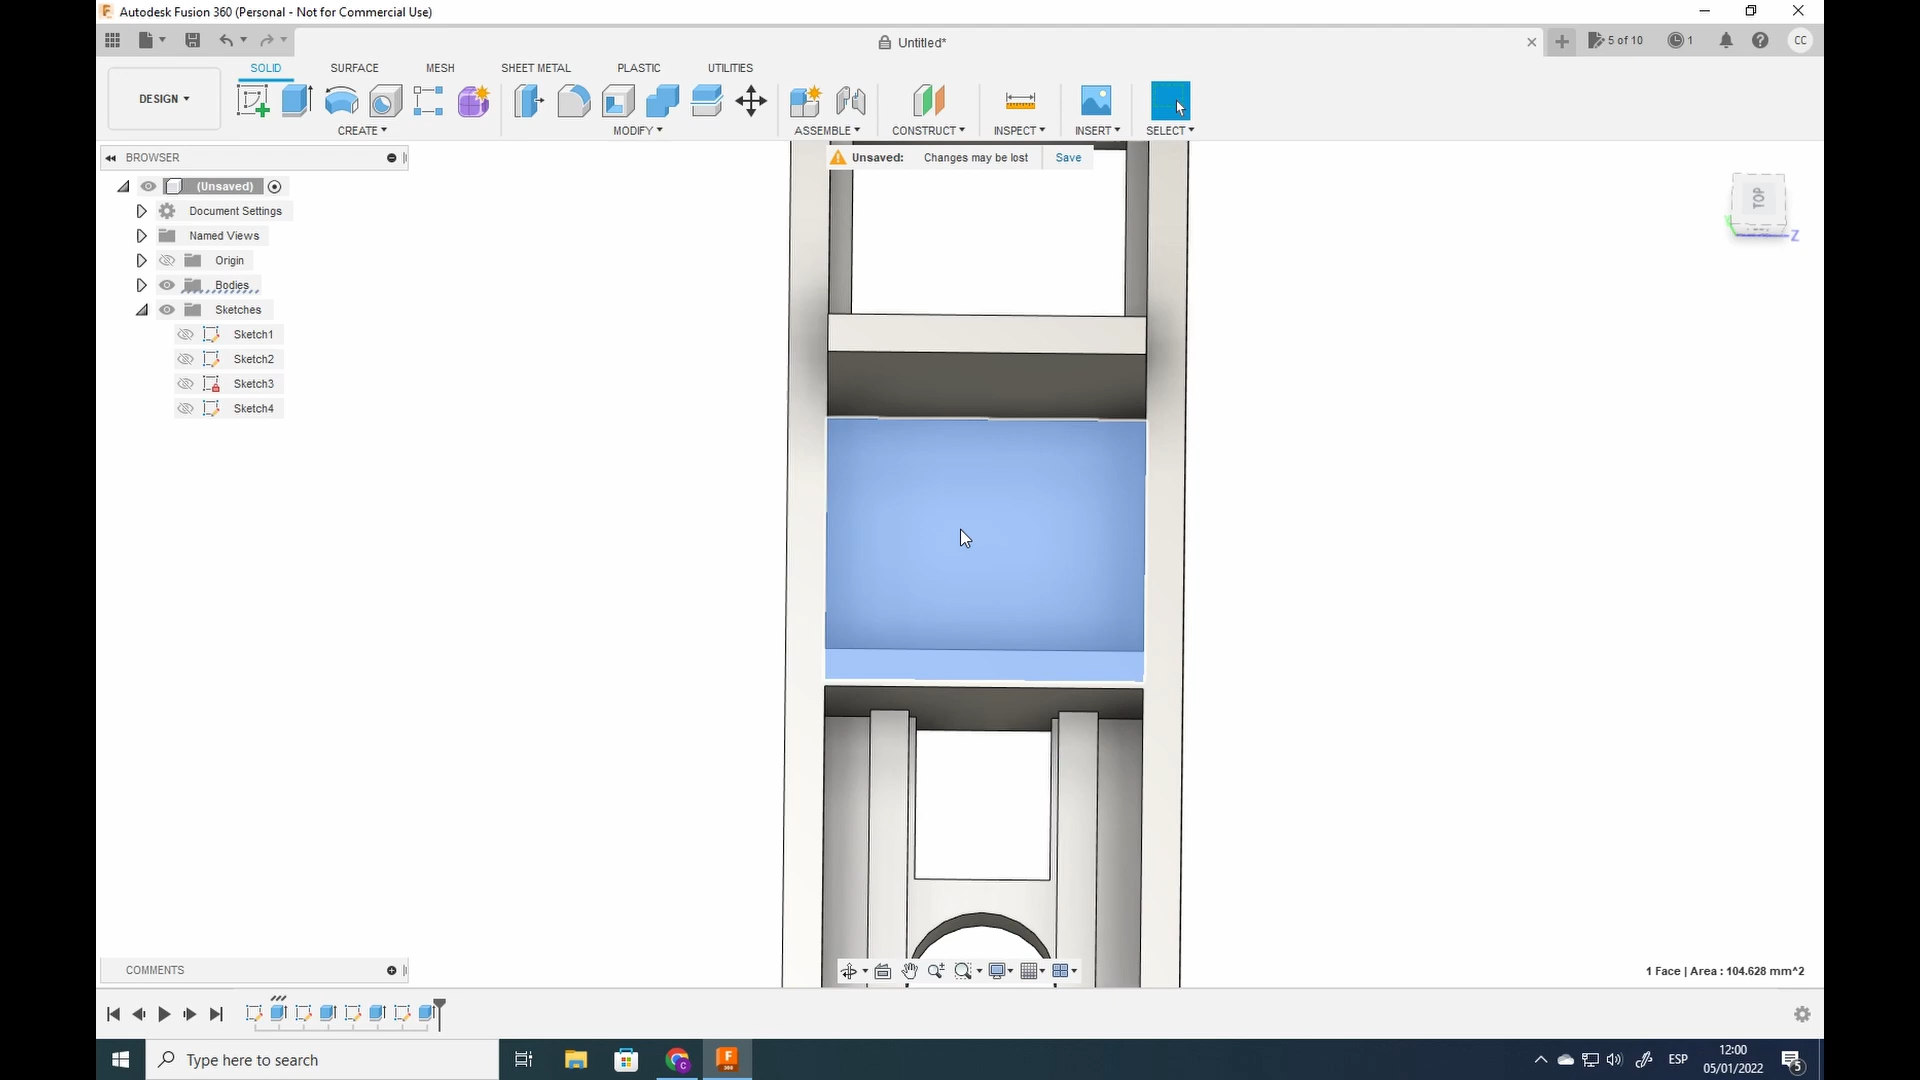 Autodesk Fusion 360 (Personal - Not for Commercial Use)
Untitled*
5 of 10
1
CC
DESIGN
SOLID
SURFACE
MESH
SHEET METAL
PLASTIC
UTILITIES
CREATE
MODIFY
ASSEMBLE
CONSTRUCT
INSPECT
INSERT
SELECT
BROWSER
Unsaved: Changes may be lost Save
(Unsaved)
Document Settings
Named Views
Origin
Bodies
Sketches
Sketch1
Sketch2
Sketch3
Sketch4
TOP
Z
COMMENTS
1 Face | Area : 104.628 mm^2
Type here to search
ESP
12:00
05/01/2022
5